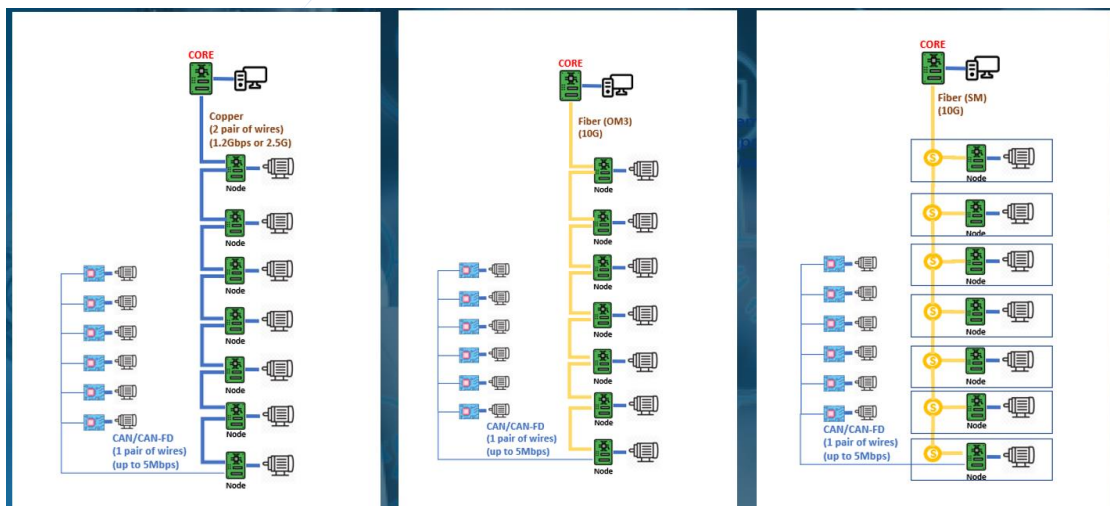 CORE
Copper
(2 pair of wires)
(1.2Gbps or 2.5G)
Node
Node
Node
Node
Node
Node
Node
CAN/CAN-FD
(1 pair of wires)
(up to 5Mbps)
CORE
Fiber (OM3)
(10G)
Node
Node
Node
Node
Node
Node
Node
CAN/CAN-FD
(1 pair of wires)
(up to 5Mbps)
CORE
Fiber (SM)
(10G)
S
Node
S
Node
S
Node
S
Node
S
Node
S
Node
S
Node
CAN/CAN-FD
(1 pair of wires)
(up to 5Mbps)